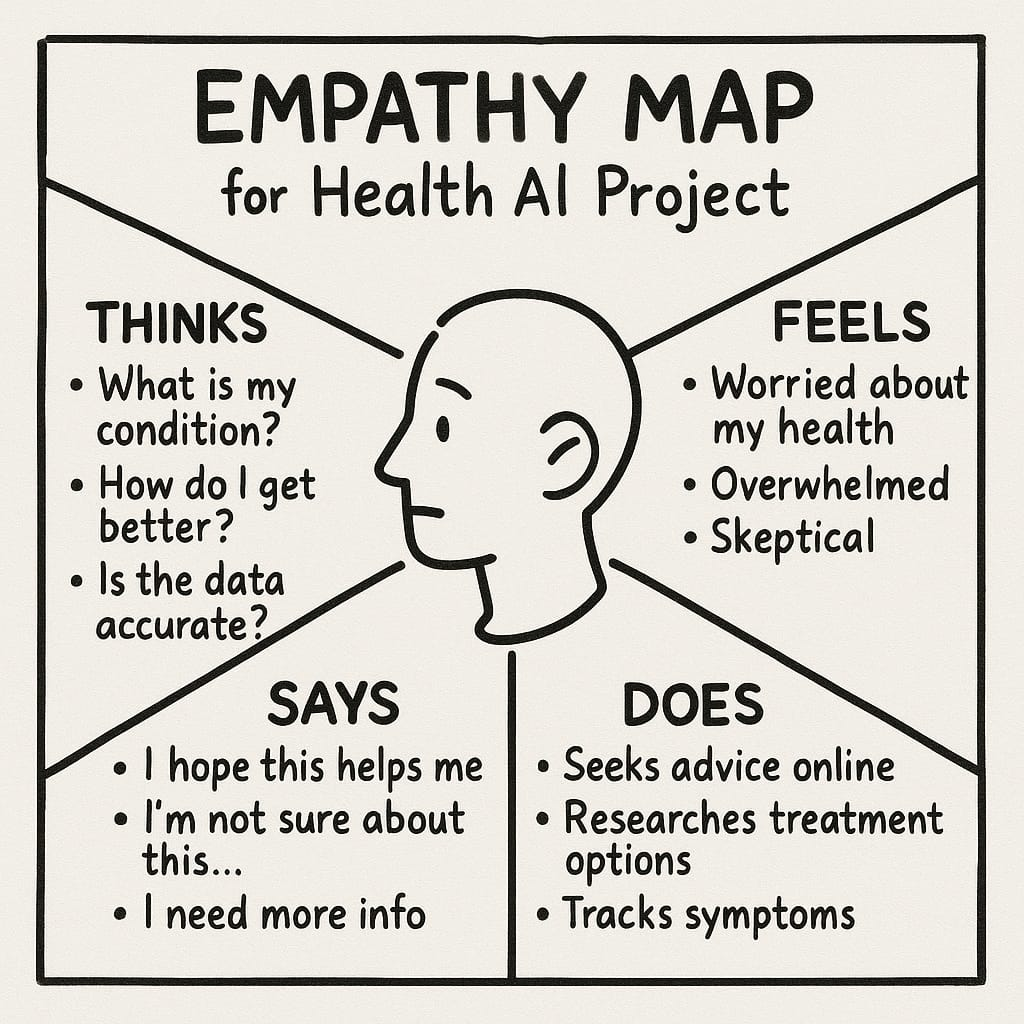 EMPATHY MAP
for Health AI Project
THINKS
• What is my
condition?
• How do I get
better?
• Is the data
accurate?
FEELS
• Worried about
my health
• Overwhelmed
• Skeptical
SAYS
• I hope this helps me
• I'm not sure about
this...
• I need more info
DOES
• Seeks advice online
• Researches treatment
options
• Tracks symptoms